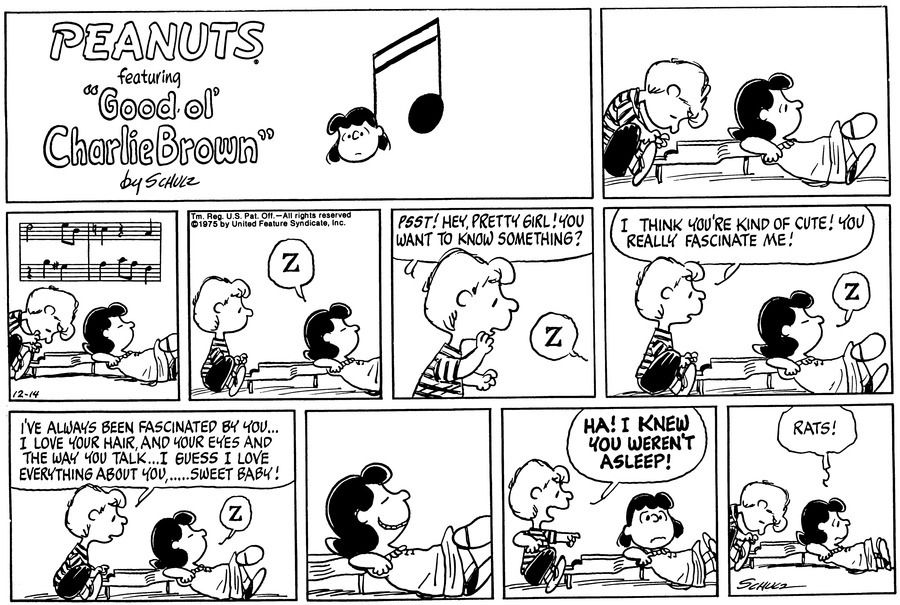 PEANUTS
featuring
"Good ol'
Charlie Brown"
by SCHULZ
Tm. Reg. U.S. Pat. Off.—All rights reserved
©1975 by United Feature Syndicate, Inc.
12-14
Z
PSST! HEY, PRETTY GIRL! YOU
WANT TO KNOW SOMETHING?
Z
I THINK YOU'RE KIND OF CUTE! YOU
REALLY FASCINATE ME!
Z
I'VE ALWAYS BEEN FASCINATED BY YOU...
I LOVE YOUR HAIR, AND YOUR EYES AND
THE WAY YOU TALK...I GUESS I LOVE
EVERYTHING ABOUT YOU,.....SWEET BABY!
Z
HA! I KNEW
YOU WEREN'T
ASLEEP!
RATS!
SCHULZ